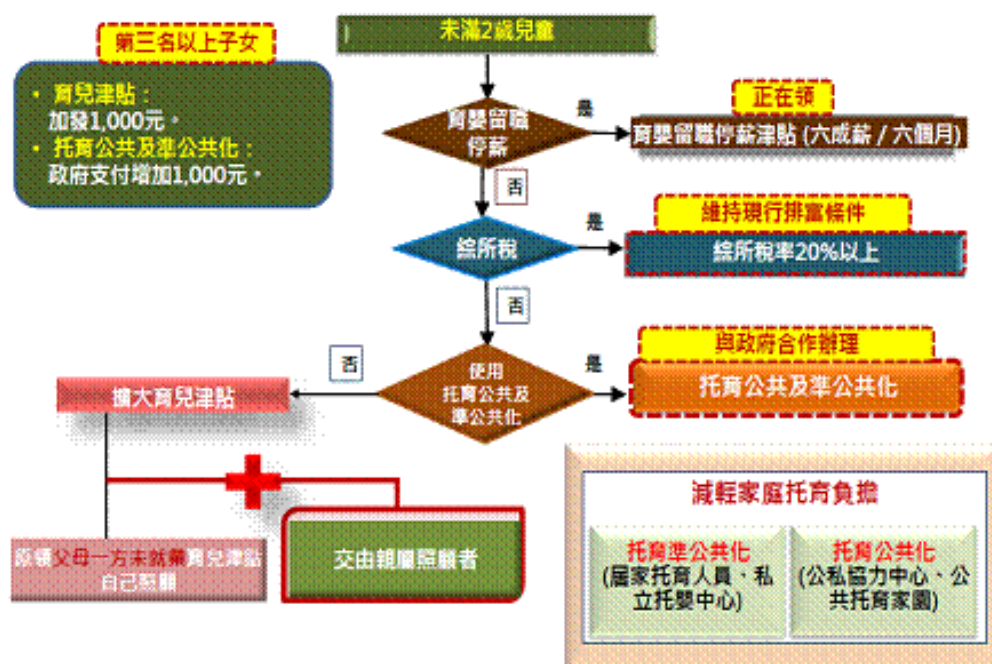 第三名以上子女
• 育兒津貼：
加發1,000元。
• 托育公共及準公共化：
政府支付增加1,000元。
未滿2歲兒童
育嬰留職
停薪
是
正在領
育嬰留職停薪津貼 (六成薪 / 六個月)
否
綜所稅
是
維持現行排富條件
綜所稅率20%以上
否
使用
托育公共及
準公共化
是
與政府合作辦理
托育公共及準公共化
否
擴大育兒津貼
原領父母一方未就業育兒津貼
自己照顧
交由親屬照顧者
減輕家庭托育負擔
托育準公共化
(居家托育人員、私
立托嬰中心)
托育公共化
(公私協力中心、公
共托育家園)